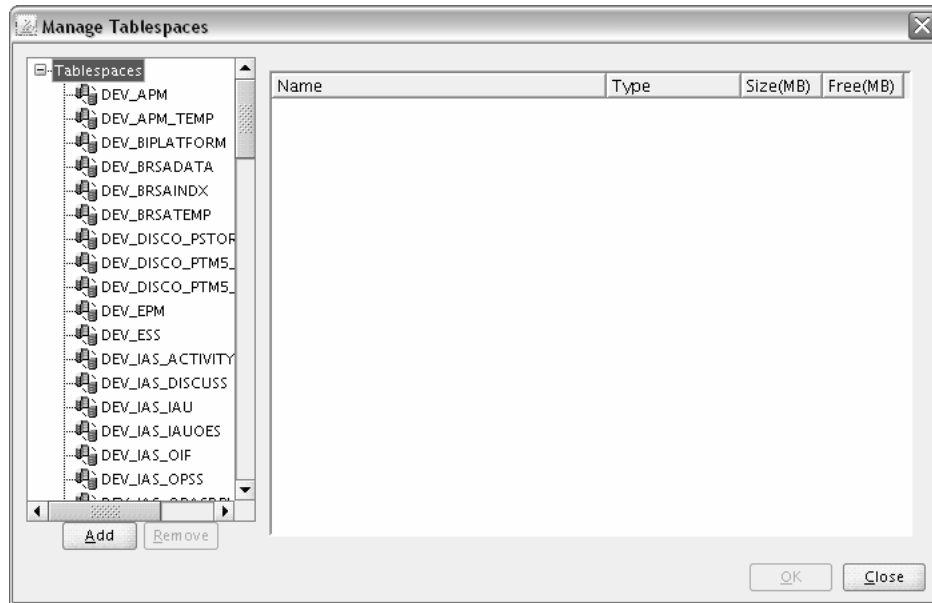 Manage Tablespaces
Tablespaces
DEV_APM
DEV_APM_TEMP
DEV_BIPLATFORM
DEV_BRSADATA
DEV_BRSAINDX
DEV_BRSATEMP
DEV_DISCO_PSTOR
DEV_DISCO_PTM5_
DEV_DISCO_PTM5_
DEV_EPM
DEV_ESS
DEV_IAS_ACTIVITY
DEV_IAS_DISCUSS
DEV_IAS_IAU
DEV_IAS_IAUOES
DEV_IAS_OIF
DEV_IAS_OPSS
Add Remove
Name Type Size(MB) Free(MB)
OK Close